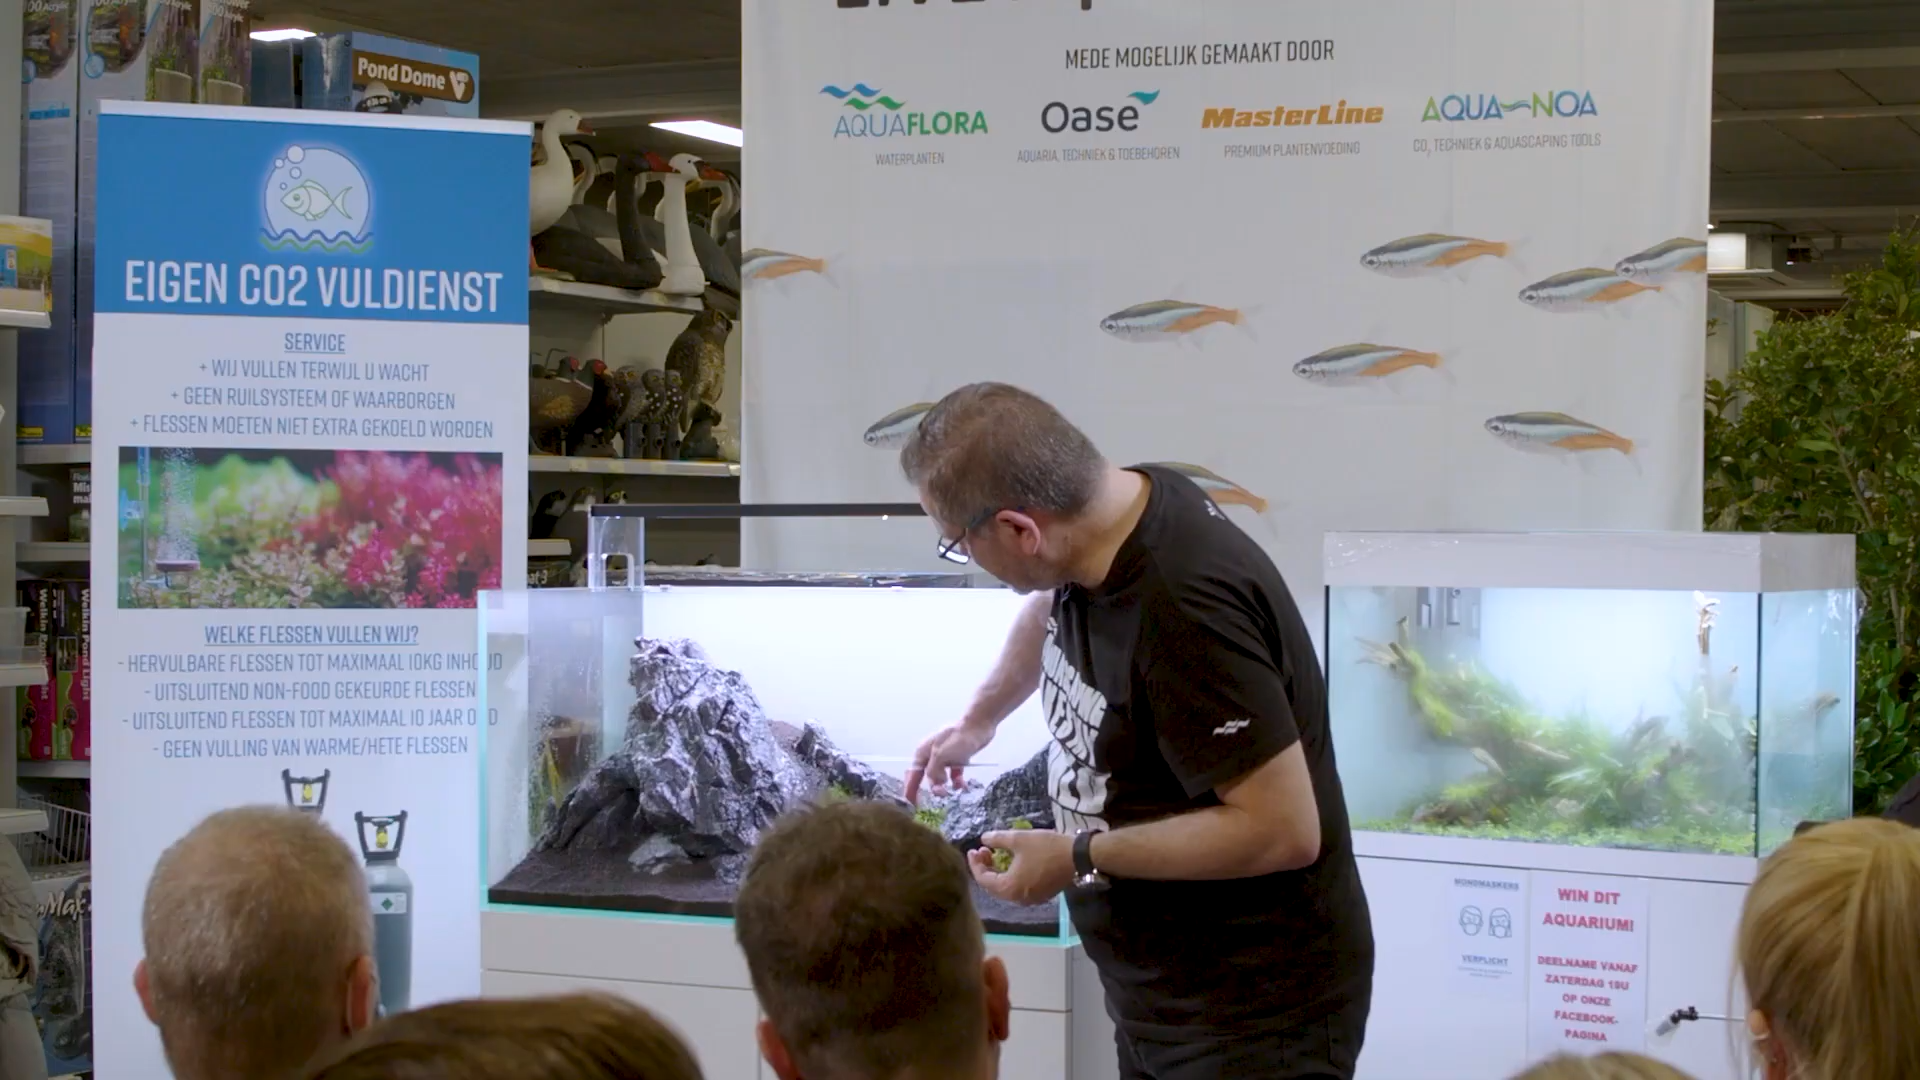 Pond Dome
MEDE MOGELIJK GEMAAKT DOOR
AQUAFLORA
WATERPLANTEN
Oase
AQUARIA, TECHNIEK & TOEBEHOREN
MasterLine
PREMIUM PLANTENVOEDING
AQUA NOA
CO2 TECHNIEK & AQUASCAPING TOOLS
EIGEN CO2 VULDIENST
SERVICE
+ WIJ VULLEN TERWIJL U WACHT
+ GEEN RUILSYSTEEM OF WAARBORGEN
+ FLESSEN MOETEN NIET EXTRA GEKOELD WORDEN
WELKE FLESSEN VULLEN WIJ?
- HERVULBARE FLESSEN TOT MAXIMAAL 10KG INHOUD
- UITSLUITEND NON-FOOD GEKEURDE FLESSEN
- UITSLUITEND FLESSEN TOT MAXIMAAL 10 JAAR OUD
- GEEN VULLING VAN WARME/HETE FLESSEN
MONDMASKERS
VERPLICHT
WIN DIT
AQUARIUM!
DEELNAME VANAF
ZATERDAG 18U
OP ONZE
FACEBOOK-
PAGINA